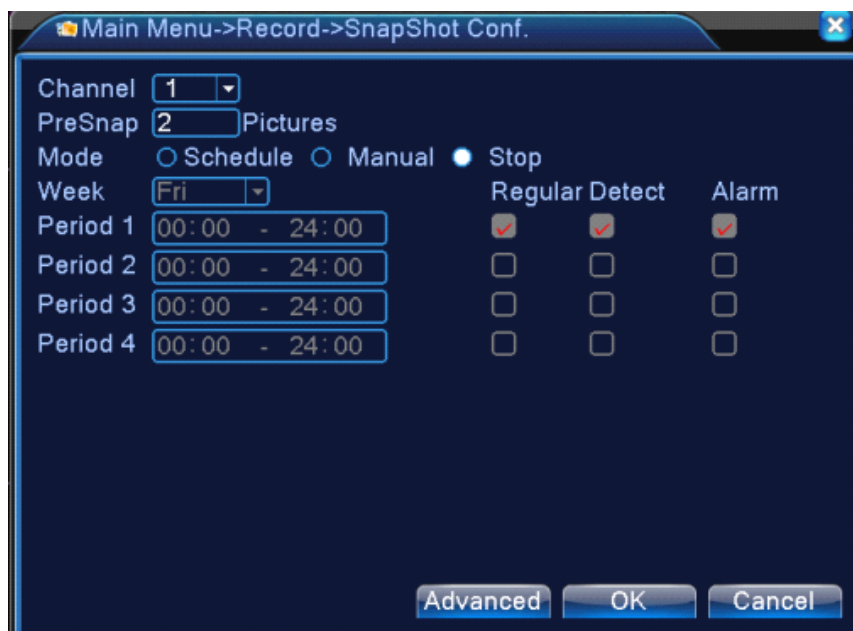 Main Menu->Record->SnapShot Conf.
Channel 1
PreSnap 2 Pictures
Mode Schedule Manual Stop
Week Fri Regular Detect Alarm
Period 1 00:00 - 24:00
Period 2 00:00 - 24:00
Period 3 00:00 - 24:00
Period 4 00:00 - 24:00
Advanced OK Cancel